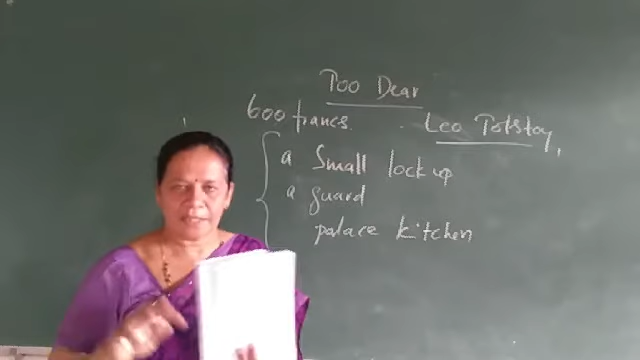 Too Dear
600 francs.
Leo Tolstoy,
a Small lock up
a guard
palace kitchen